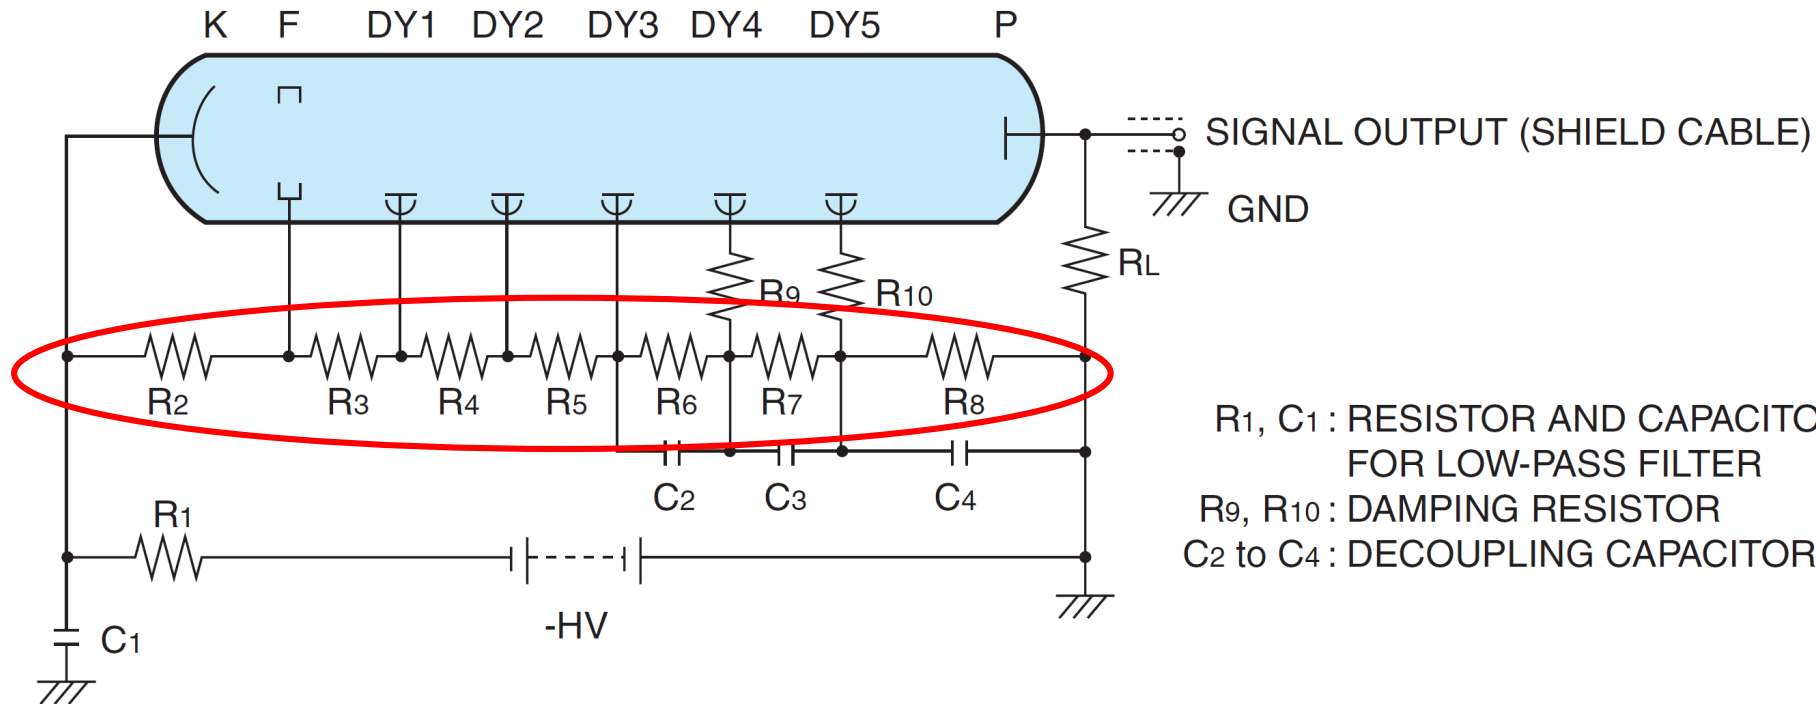 K F DY1 DY2 DY3 DY4 DY5 P
SIGNAL OUTPUT (SHIELD CABLE)
GND
RL
R9 R10
R2 R3 R4 R5 R6 R7 R8
C2 C3 C4
R1
-HV
C1
R1, C1 : RESISTOR AND CAPACITO
FOR LOW-PASS FILTER
R9, R10 : DAMPING RESISTOR
C2 to C4 : DECOUPLING CAPACITOR